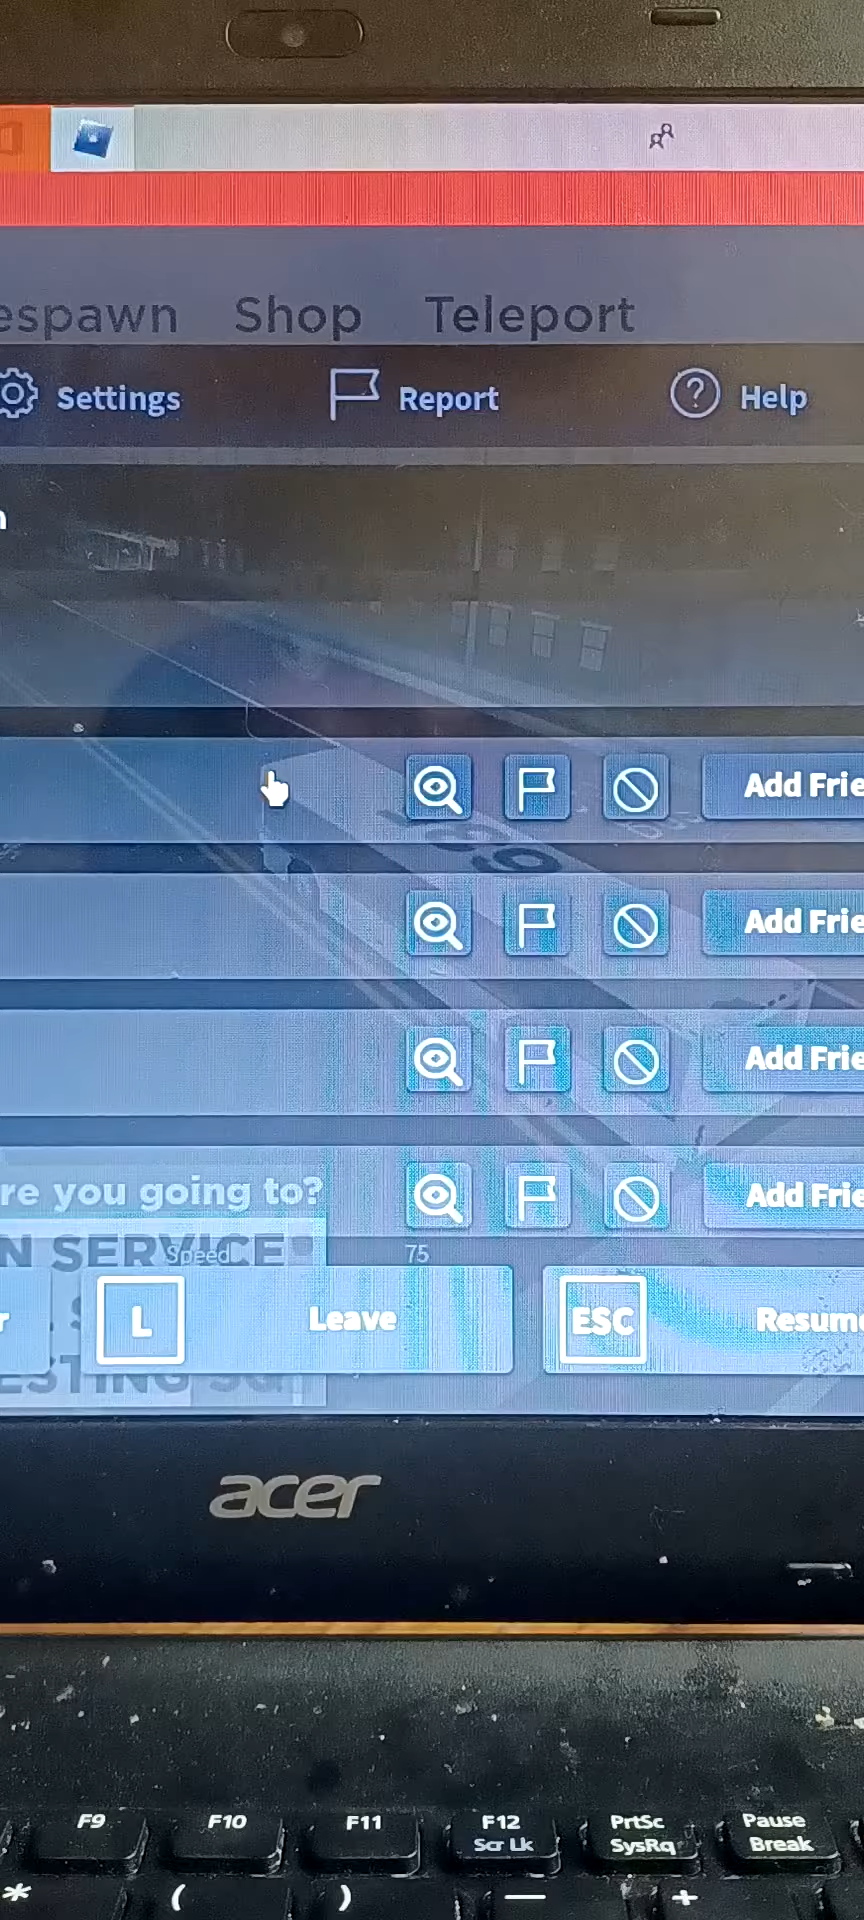 espawn Shop Teleport
Settings Report Help
Add Frie
Add Frie
Add Frie
re you going to?
Add Frie
N SERVICE
Speed 75
r L Leave ESC Resum
ESTING
acer
F9 F10 F11 F12 PrtSc Pause
Scr Lk SysRq Break
* ( ) — +